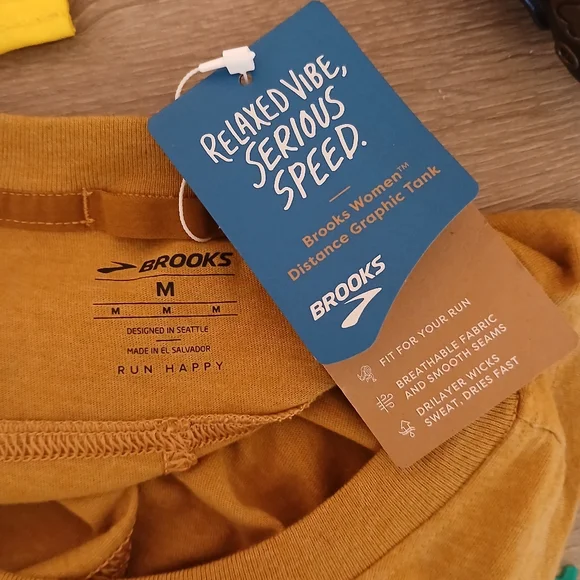 RELAXED VIBE,
SERIOUS
SPEED.
Brooks Women™
Distance Graphic Tank
BROOKS
FIT FOR YOUR RUN
BREATHABLE FABRIC
AND SMOOTH SEAMS
DRILAYER WICKS
SWEAT, DRIES FAST
BROOKS
M
M M M
DESIGNED IN SEATTLE
MADE IN EL SALVADOR
RUN HAPPY